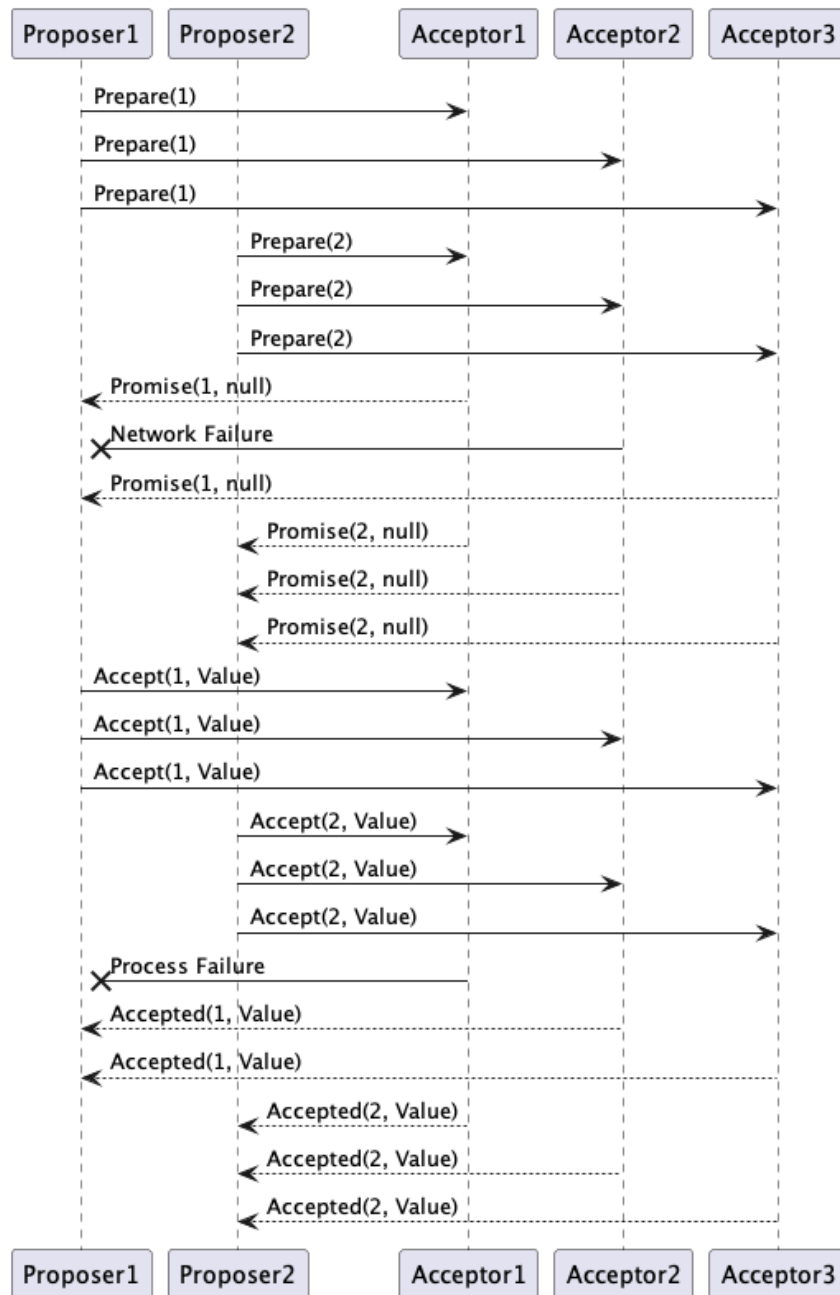 Proposer1 Proposer2 Acceptor1 Acceptor2 Acceptor3
Prepare(1)
Prepare(1)
Prepare(1)
Prepare(2)
Prepare(2)
Prepare(2)
Promise(1, null)
Network Failure
Promise(1, null)
Promise(2, null)
Promise(2, null)
Promise(2, null)
Accept(1, Value)
Accept(1, Value)
Accept(1, Value)
Accept(2, Value)
Accept(2, Value)
Accept(2, Value)
Process Failure
Accepted(1, Value)
Accepted(1, Value)
Accepted(2, Value)
Accepted(2, Value)
Accepted(2, Value)
Proposer1 Proposer2 Acceptor1 Acceptor2 Acceptor3